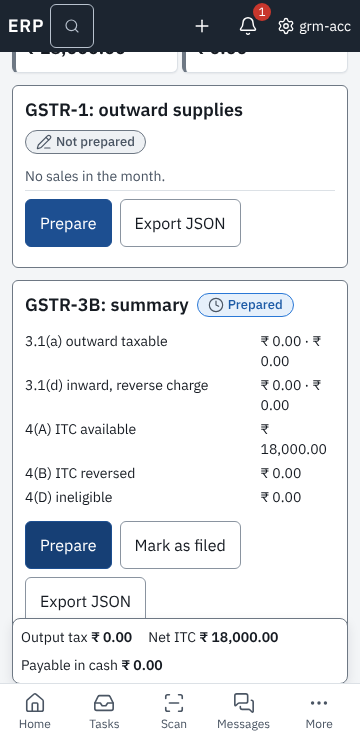 ERP
1
grm-acc
GSTR-1: outward supplies
Not prepared
No sales in the month.
Prepare
Export JSON
GSTR-3B: summary
Prepared
3.1(a) outward taxable ₹ 0.00 · ₹
0.00
3.1(d) inward, reverse charge ₹ 0.00 · ₹
0.00
4(A) ITC available ₹
18,000.00
4(B) ITC reversed ₹ 0.00
4(D) ineligible ₹ 0.00
Prepare
Mark as filed
Export JSON
Output tax ₹ 0.00 Net ITC ₹ 18,000.00
Payable in cash ₹ 0.00
Home Tasks Scan Messages More